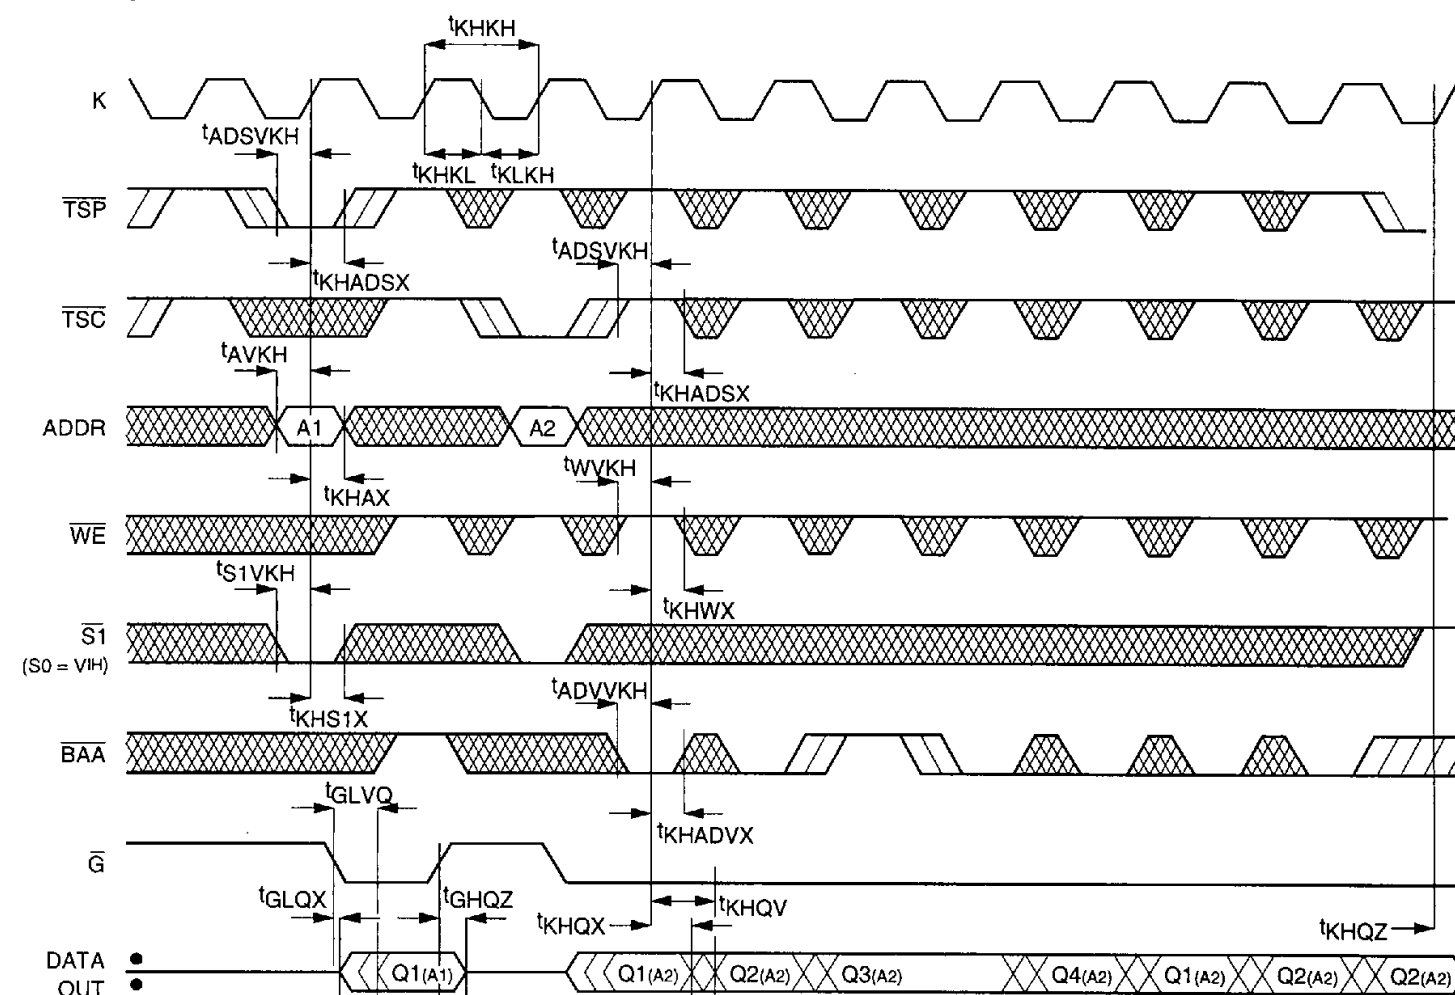 tKHKH
K
tADSVKH
tKHKL tKLKH
TSP
tADSVKH
tKHADSX
TSC
tAVKH
tKHADSX
ADDR A1 A2
tWVKH
tKHAX
WE
tS1VKH
tKHWX
S1
(S0 = VIH)
tADVVKH
tKHS1X
BAA
tGLVQ
tKHADVX
G
tGLQX tGHQZ tKHQV
tKHQX tKHQZ
DATA
OUT
Q1(A1) Q1(A2) Q2(A2) Q3(A2) Q4(A2) Q1(A2) Q2(A2) Q2(A2)